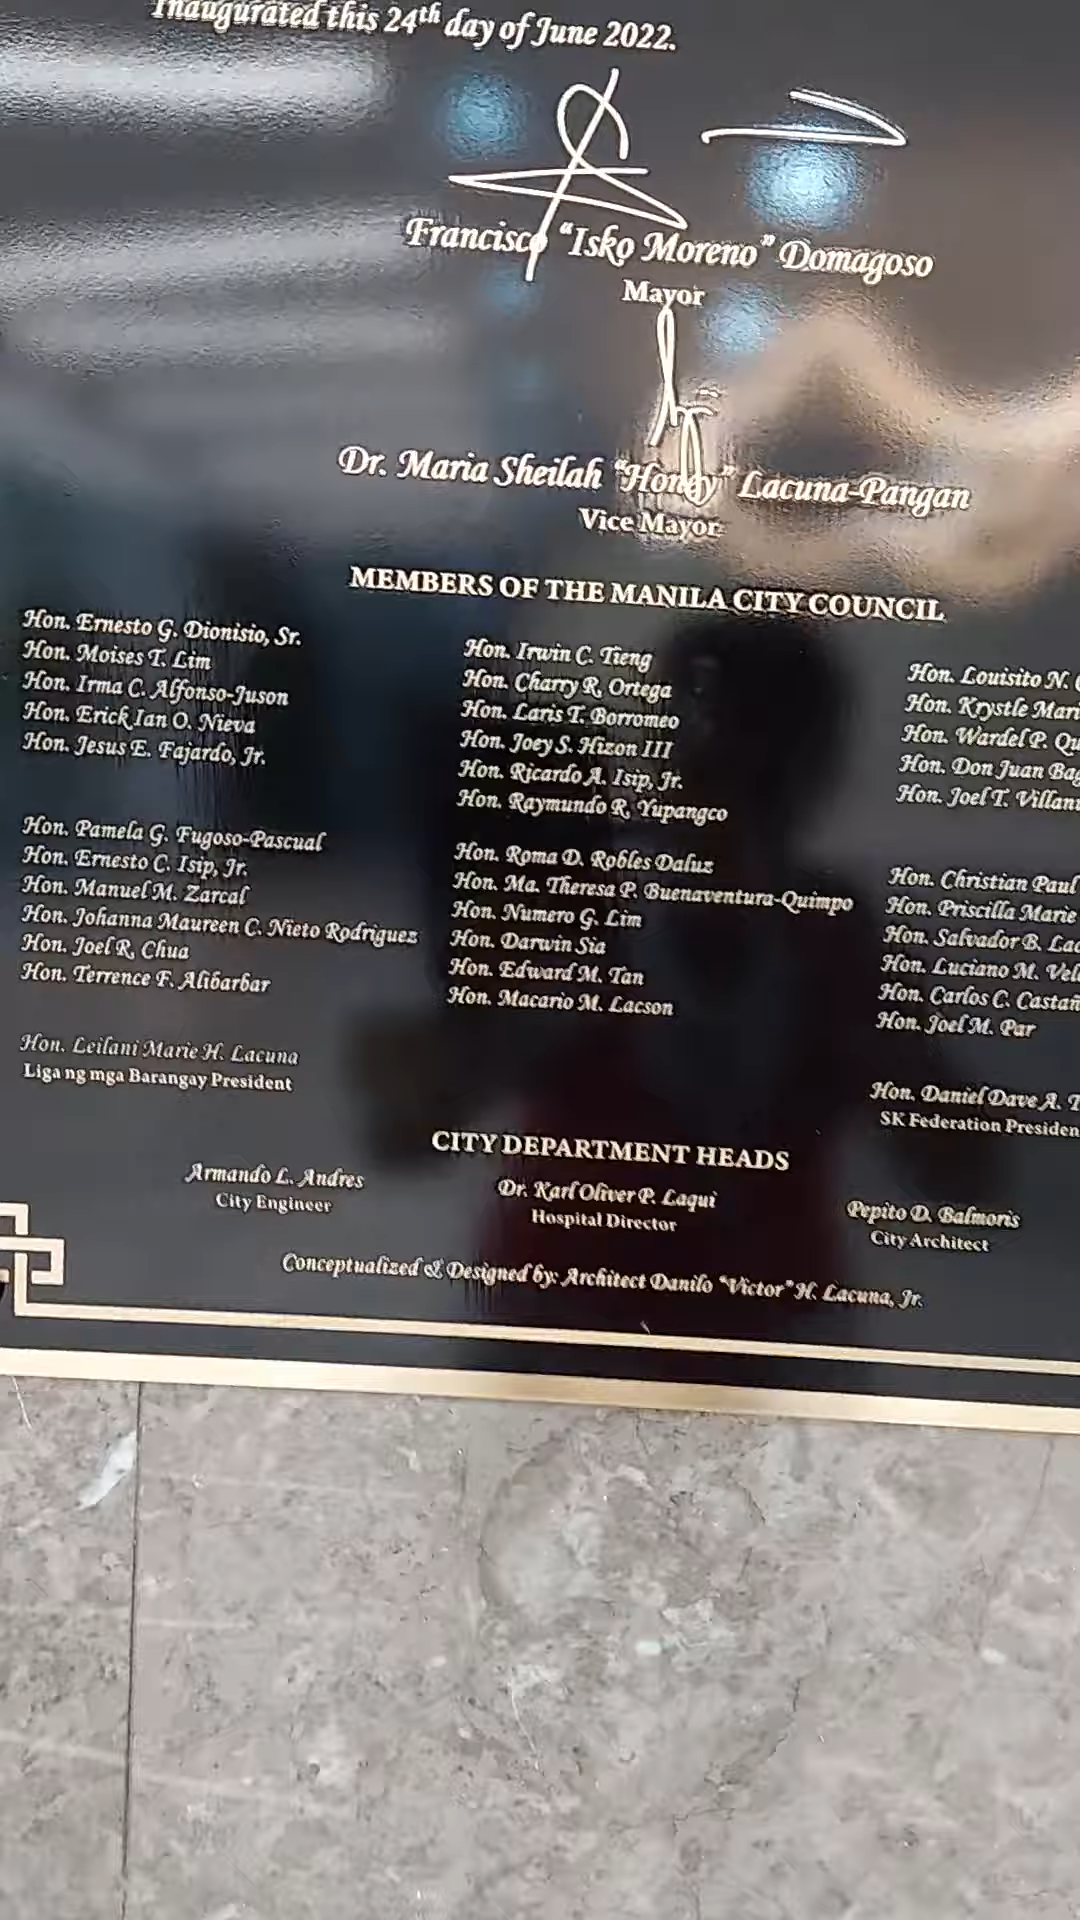 Inaugurated this 24th day of June 2022.
Francisco "Isko Moreno" Domagoso
Mayor
Dr. Maria Sheilah "Honey" Lacuna-Pangan
Vice Mayor
MEMBERS OF THE MANILA CITY COUNCIL
Hon. Ernesto G. Dionisio, Sr.
Hon. Moises T. Lim
Hon. Irma C. Alfonso-Juson
Hon. Erick Ian O. Nieva
Hon. Jesus E. Fajardo, Jr.
Hon. Irwin C. Tieng
Hon. Charry R. Ortega
Hon. Laris T. Borromeo
Hon. Joey S. Hizon III
Hon. Ricardo A. Isip, Jr.
Hon. Raymundo R. Yupangco
Hon. Louisito N.
Hon. Krystle
Hon. Wardel P.
Hon. Don Juan
Hon. Joel T.
Hon. Pamela G. Fugoso-Pascual
Hon. Ernesto C. Isip, Jr.
Hon. Manuel M. Zarcal
Hon. Johanna Maureen C. Nieto Rodriguez
Hon. Joel R. Chua
Hon. Terrence F. Alibarbar
Hon. Roma D. Robles Daluz
Hon. Ma. Theresa P. Buenaventura-Quimpo
Hon. Numero G. Lim
Hon. Darwin Sia
Hon. Edward M. Tan
Hon. Macario M. Lacson
Hon. Christian Paul
Hon. Priscilla Marie
Hon. Salvador B.
Hon. Luciano M.
Hon. Carlos C.
Hon. Joel M. Par
Hon. Leilani Marie H. Lacuna
Liga ng mga Barangay President
Hon. Daniel Dave A.
SK Federation
CITY DEPARTMENT HEADS
Armando L. Andres
City Engineer
Dr. Karl Oliver P. Laqui
Hospital Director
Pepito D. Balmoris
City Architect
Conceptualized & Designed by: Architect Danilo "Victor" H. Lacuna, Jr.